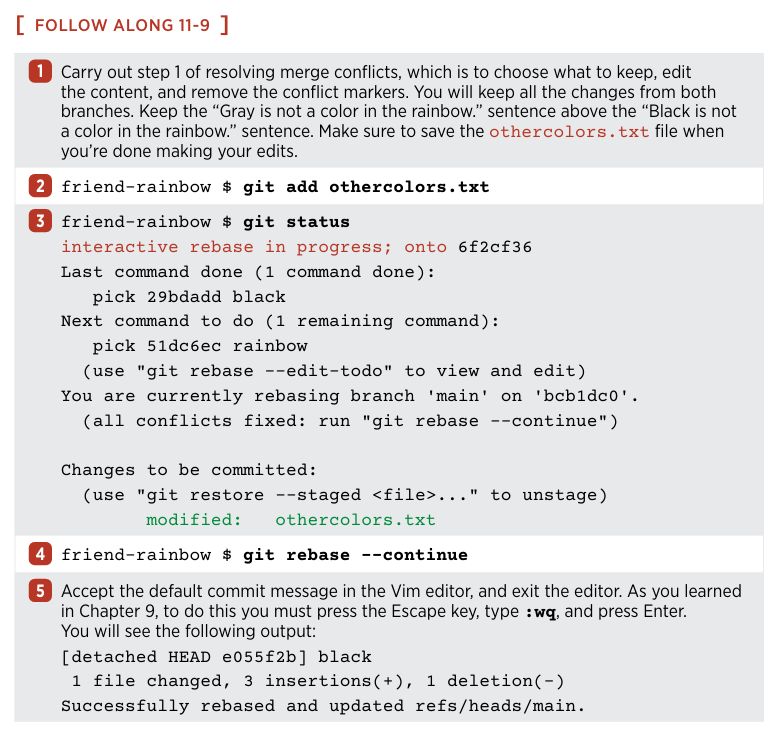 [ FOLLOW ALONG 11-9 ]
1 Carry out step 1 of resolving merge conflicts, which is to choose what to keep, edit
the content, and remove the conflict markers. You will keep all the changes from both
branches. Keep the “Gray is not a color in the rainbow.” sentence above the “Black is not
a color in the rainbow.” sentence. Make sure to save the othercolors.txt file when
you’re done making your edits.
2 friend-rainbow $ git add othercolors.txt
3 friend-rainbow $ git status
interactive rebase in progress; onto 6f2cf36
Last command done (1 command done):
   pick 29bdadd black
Next command to do (1 remaining command):
   pick 51dc6ec rainbow
  (use "git rebase --edit-todo" to view and edit)
You are currently rebasing branch 'main' on 'bcb1dc0'.
  (all conflicts fixed: run "git rebase --continue")
Changes to be committed:
  (use "git restore --staged <file>..." to unstage)
        modified:   othercolors.txt
4 friend-rainbow $ git rebase --continue
5 Accept the default commit message in the Vim editor, and exit the editor. As you learned
in Chapter 9, to do this you must press the Escape key, type :wq, and press Enter.
You will see the following output:
[detached HEAD e055f2b] black
 1 file changed, 3 insertions(+), 1 deletion(-)
Successfully rebased and updated refs/heads/main.